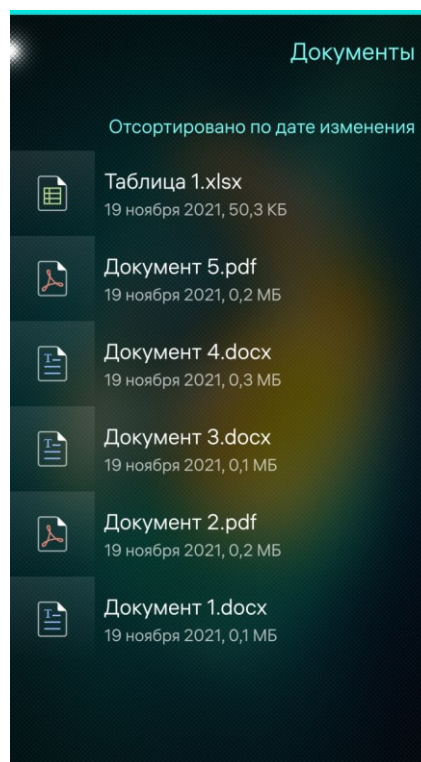 Документы
Отсортировано по дате изменения
Таблица 1.xlsx
19 ноября 2021, 50,3 КБ
Документ 5.pdf
19 ноября 2021, 0,2 МБ
Документ 4.docx
19 ноября 2021, 0,3 МБ
Документ 3.docx
19 ноября 2021, 0,1 МБ
Документ 2.pdf
19 ноября 2021, 0,2 МБ
Документ 1.docx
19 ноября 2021, 0,1 МБ